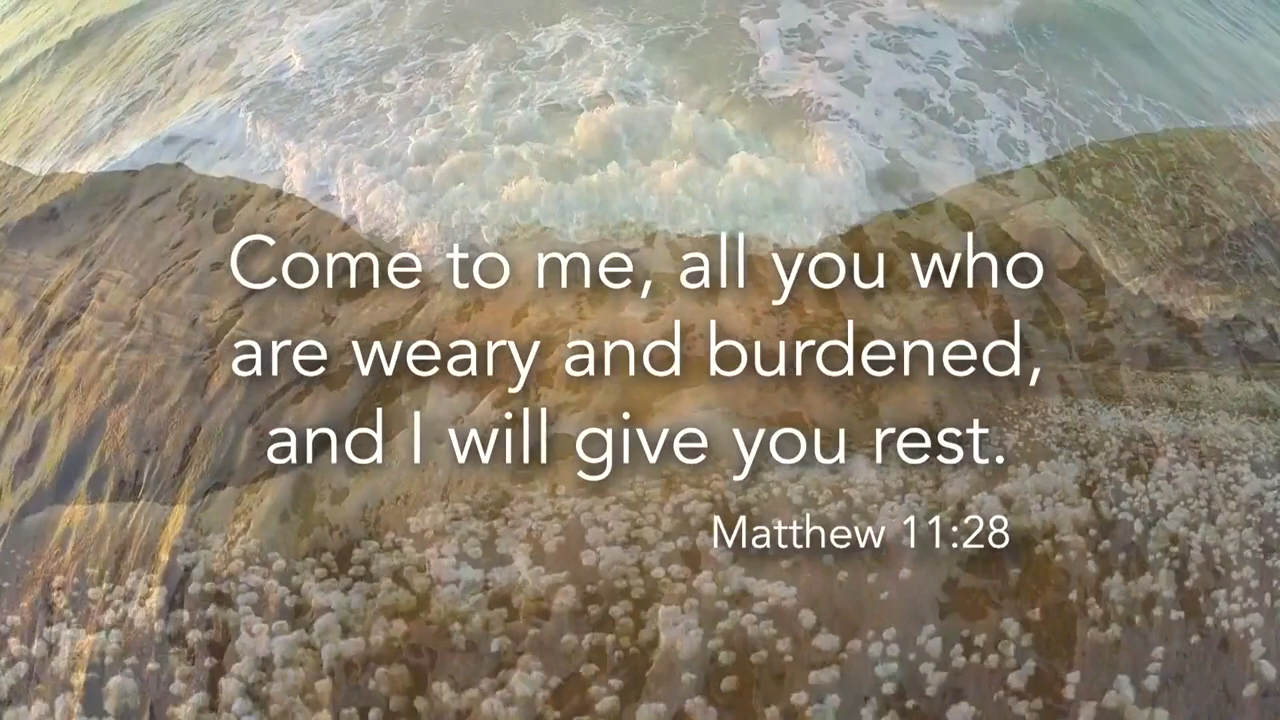 Come to me, all you who
are weary and burdened,
and I will give you rest.
Matthew 11:28